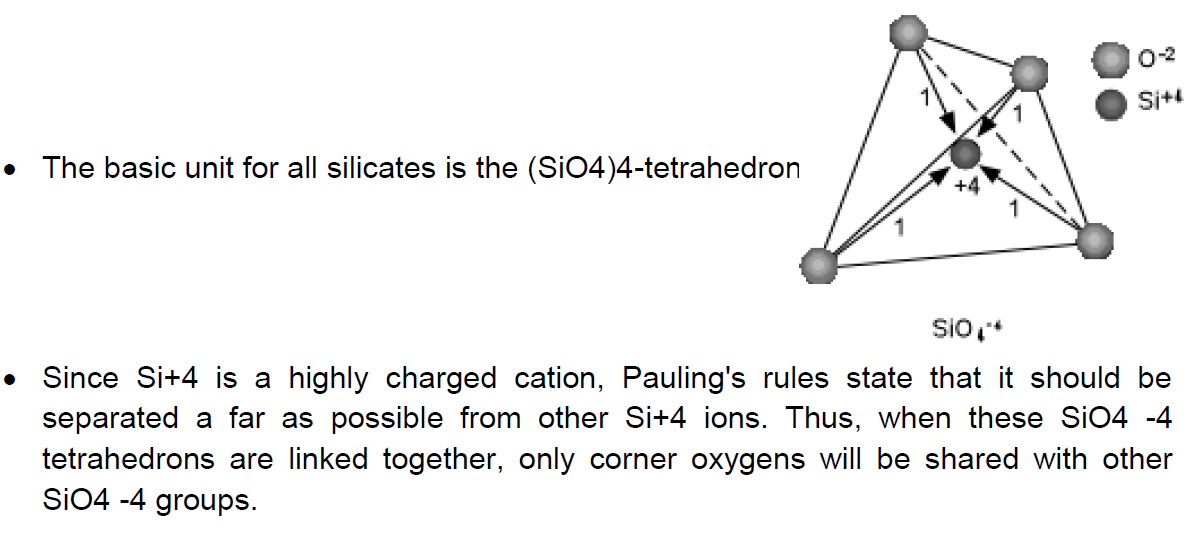 O-2
Si+4
1
1
• The basic unit for all silicates is the (SiO4)4-tetrahedron
+4
1
1
SiO4-4
• Since Si+4 is a highly charged cation, Pauling's rules state that it should be
separated a far as possible from other Si+4 ions. Thus, when these SiO4 -4
tetrahedrons are linked together, only corner oxygens will be shared with other
SiO4 -4 groups.